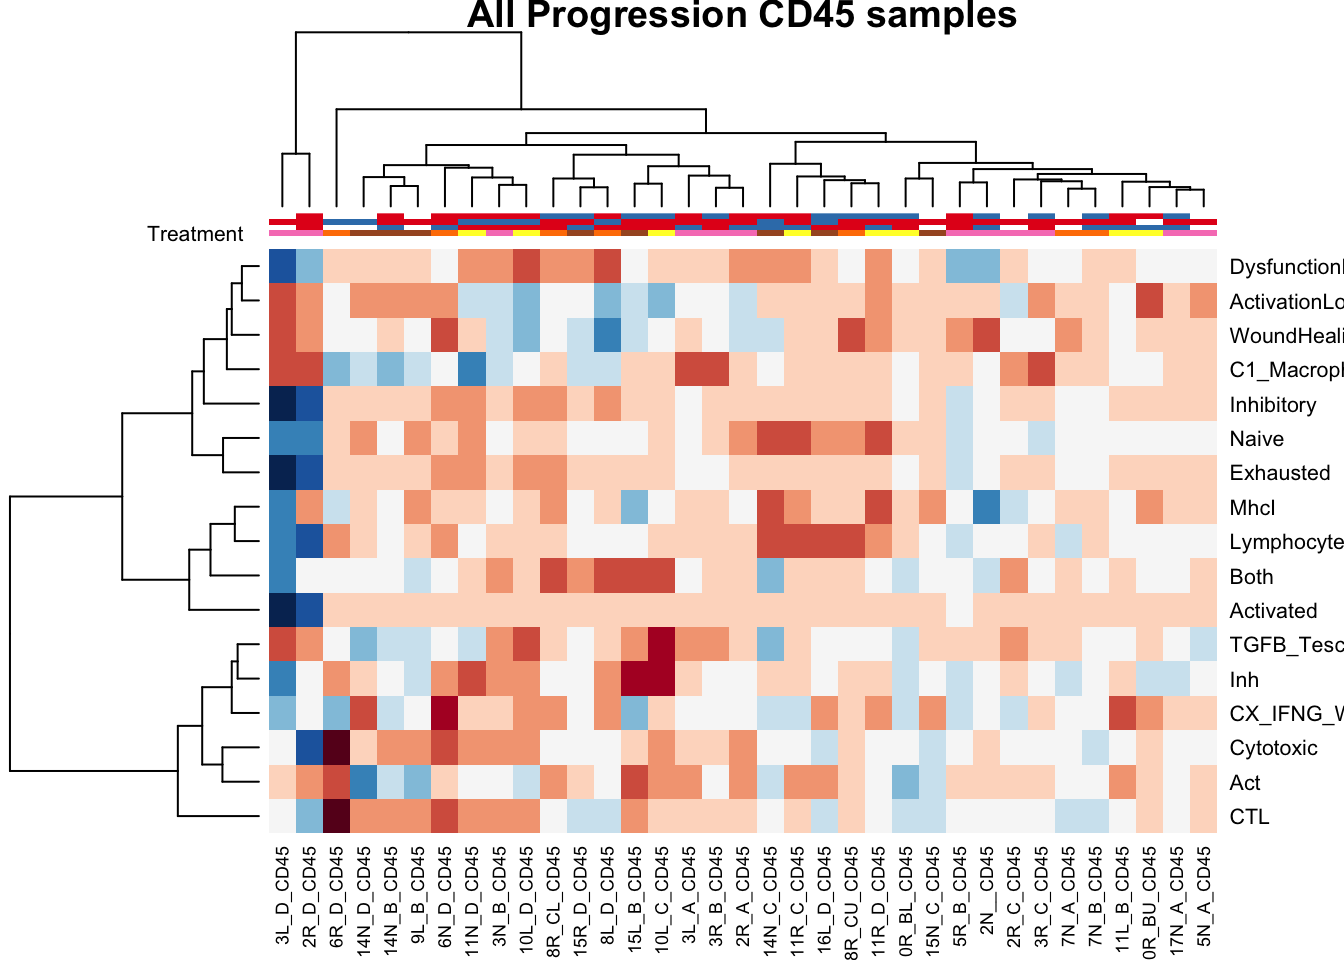 All Progression CD45 samples
Treatment
Dysfunction
ActivationLo
WoundHeali
C1_Macroph
Inhibitory
Naive
Exhausted
MhcI
Lymphocyte
Both
Activated
TGFB_Tesc
Inh
CX_IFNG_W
Cytotoxic
Act
CTL
3L_D_CD45
2R_D_CD45
6R_D_CD45
14N_D_CD45
14N_B_CD45
9L_B_CD45
6N_D_CD45
11N_D_CD45
3N_B_CD45
10L_D_CD45
8R_CL_CD45
15R_D_CD45
8L_D_CD45
15L_B_CD45
10L_C_CD45
3L_A_CD45
3R_B_CD45
2R_A_CD45
14N_C_CD45
11R_C_CD45
16L_D_CD45
8R_CU_CD45
11R_D_CD45
0R_BL_CD45
15N_C_CD45
5R_B_CD45
2N__CD45
2R_C_CD45
3R_C_CD45
7N_A_CD45
7N_B_CD45
11L_B_CD45
0R_BU_CD45
17N_A_CD45
5N_A_CD45